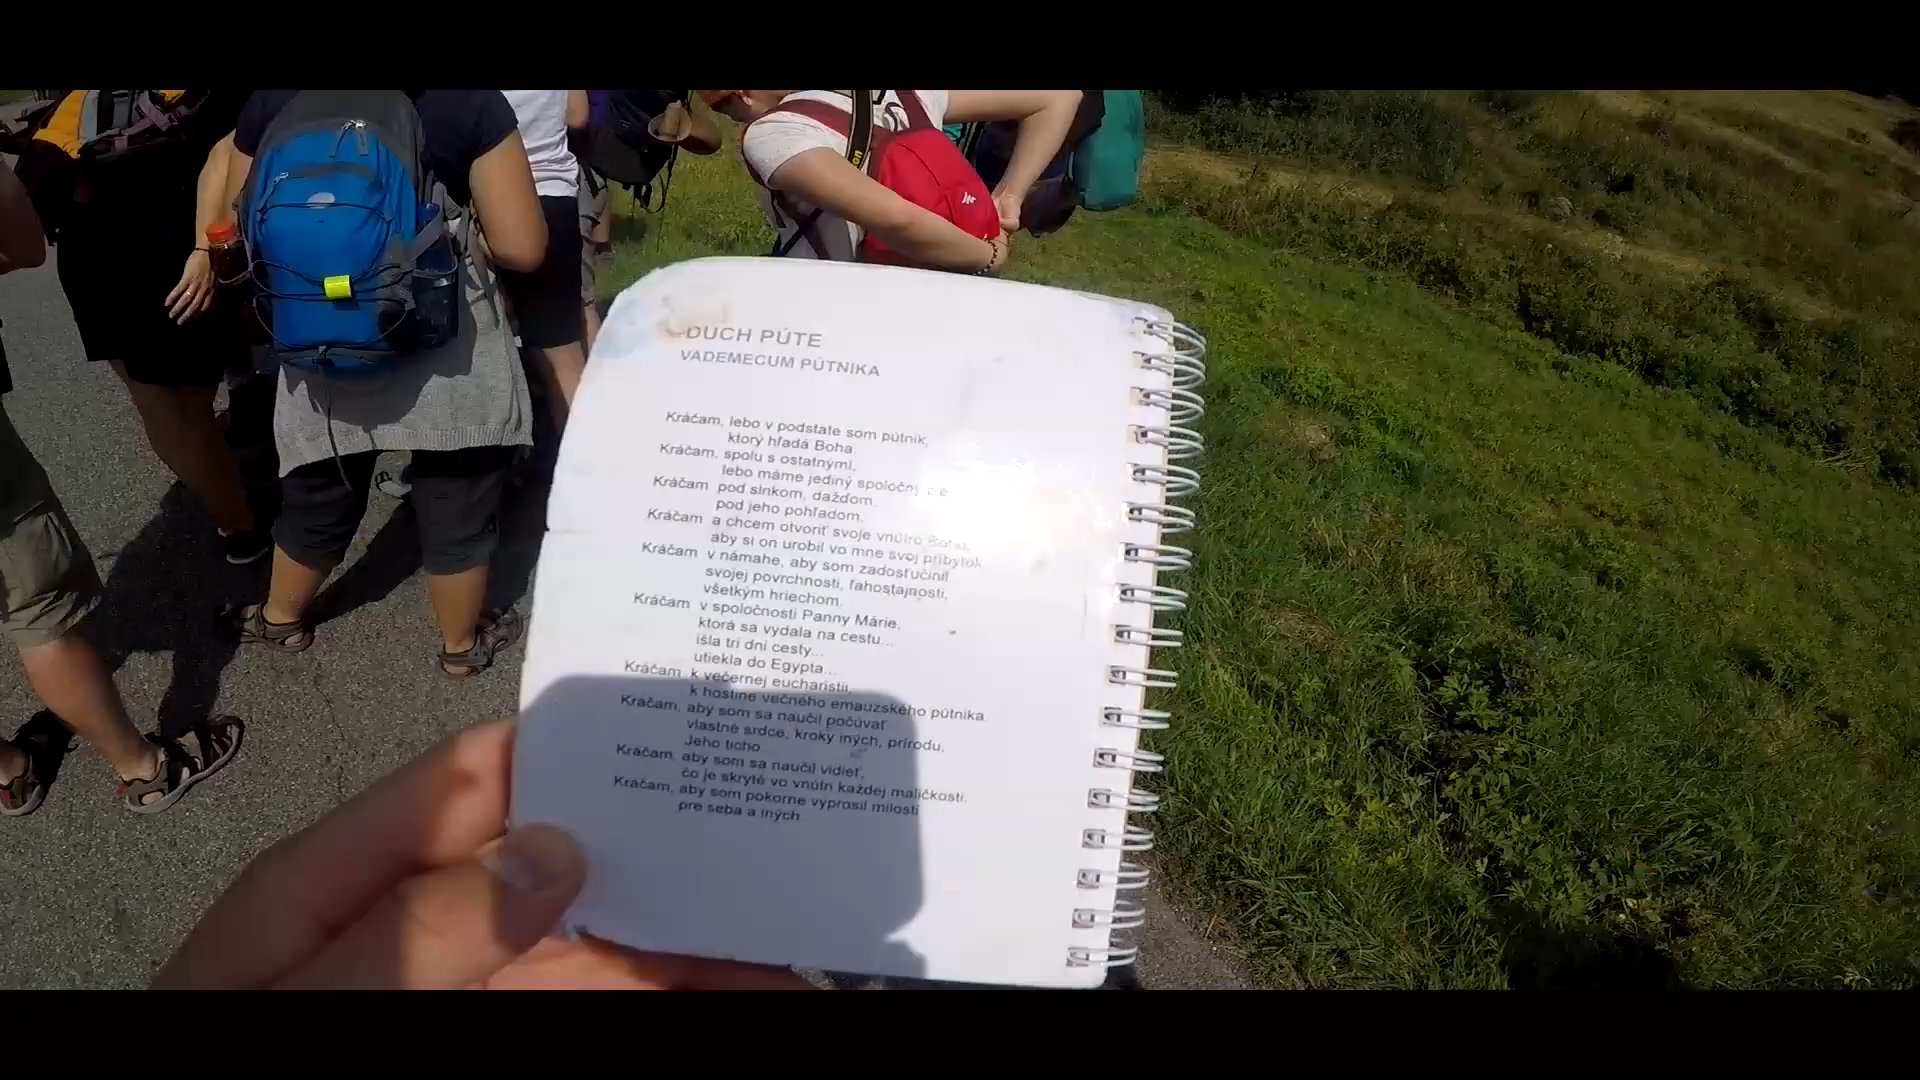 DUCH PÚTE
VADEMECUM PÚTNIKA
Kráčam, lebo v podstate som pútnik,
ktorý hľadá Boha.
Kráčam, spolu s ostatnými,
lebo máme jediný spoločný
Kráčam pod slnkom, dažďom,
pod jeho pohľadom.
Kráčam a chcem otvoriť svoje vnútro Bohu,
aby si on urobil vo mne svoj príbytok
Kráčam v námahe, aby som zadosťučinil
svojej povrchnosti, ľahostajnosti,
všetkým hriechom.
Kráčam v spoločnosti Panny Márie,
ktorá sa vydala na cestu...
išla tri dni cesty...
utiekla do Egypta...
Kráčam k večernej eucharistii,
k hostine večného emauzského pútnika
Kráčam, aby som sa naučil počúvať
vlastné srdce, kroky iných, prírodu,
Jeho ticho
Kráčam, aby som sa naučil vidieť,
čo je skryté vo vnútri každej maličkosti.
Kráčam, aby som pokorne vyprosil milosti
pre seba a iných